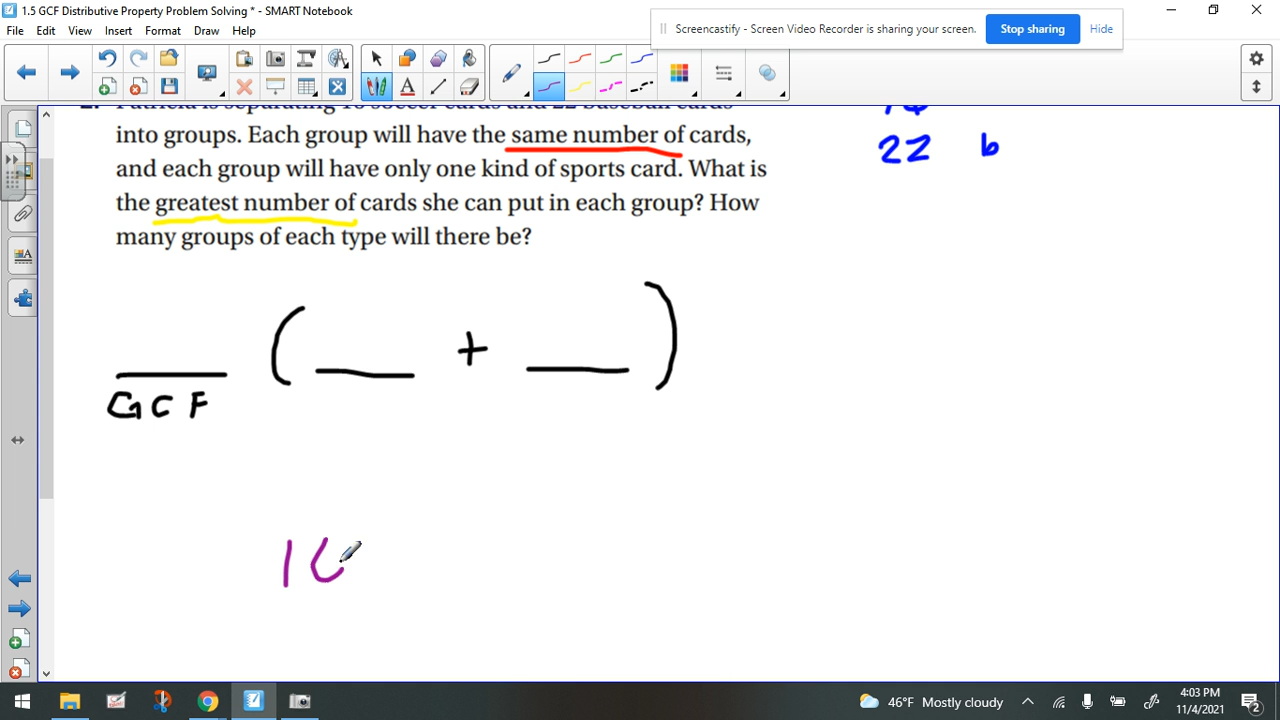 1.5 GCF Distributive Property Problem Solving * - SMART Notebook
Screencastify - Screen Video Recorder is sharing your screen. Stop sharing Hide
File Edit View Insert Format Tools Add-ons Draw Help
into groups. Each group will have the same number of cards,
22 b
and each group will have only one kind of sports card. What is
the greatest number of cards she can put in each group? How
many groups of each type will there be?
( + )
GCF
46°F Mostly cloudy
4:03 PM
11/4/2021
2